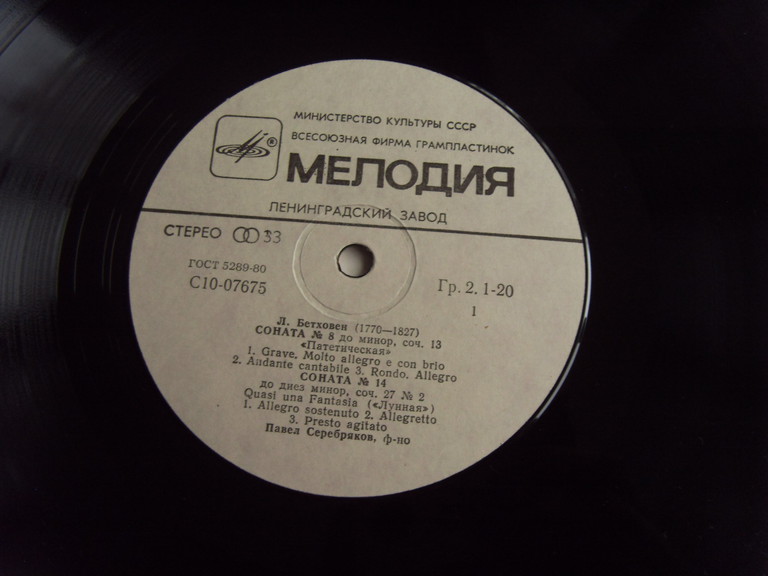 МИНИСТЕРСТВО КУЛЬТУРЫ СССР
ВСЕСОЮЗНАЯ ФИРМА ГРАМПЛАСТИНОК
®
МЕЛОДИЯ
ЛЕНИНГРАДСКИЙ ЗАВОД
СТЕРЕО 33
ГОСТ 5289-80
С10-07675
Гр. 2. 1-20
1
Л. Бетховен (1770—1827)
СОНАТА № 8 до минор, соч. 13
«Патетическая»
1. Grave. Molto allegro e con brio
2. Andante cantabile 3. Rondo. Allegro
СОНАТА № 14
до диез минор, соч. 27 № 2
Quasi una Fantasia («Лунная»)
1. Allegro sostenuto 2. Allegretto
3. Presto agitato
Павел Серебряков, ф-но